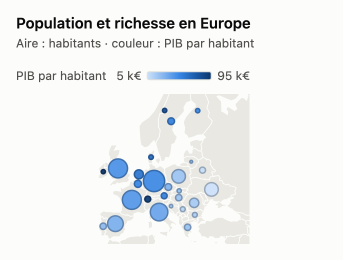 Population et richesse en Europe
Aire : habitants · couleur : PIB par habitant
PIB par habitant 5 k€ 95 k€